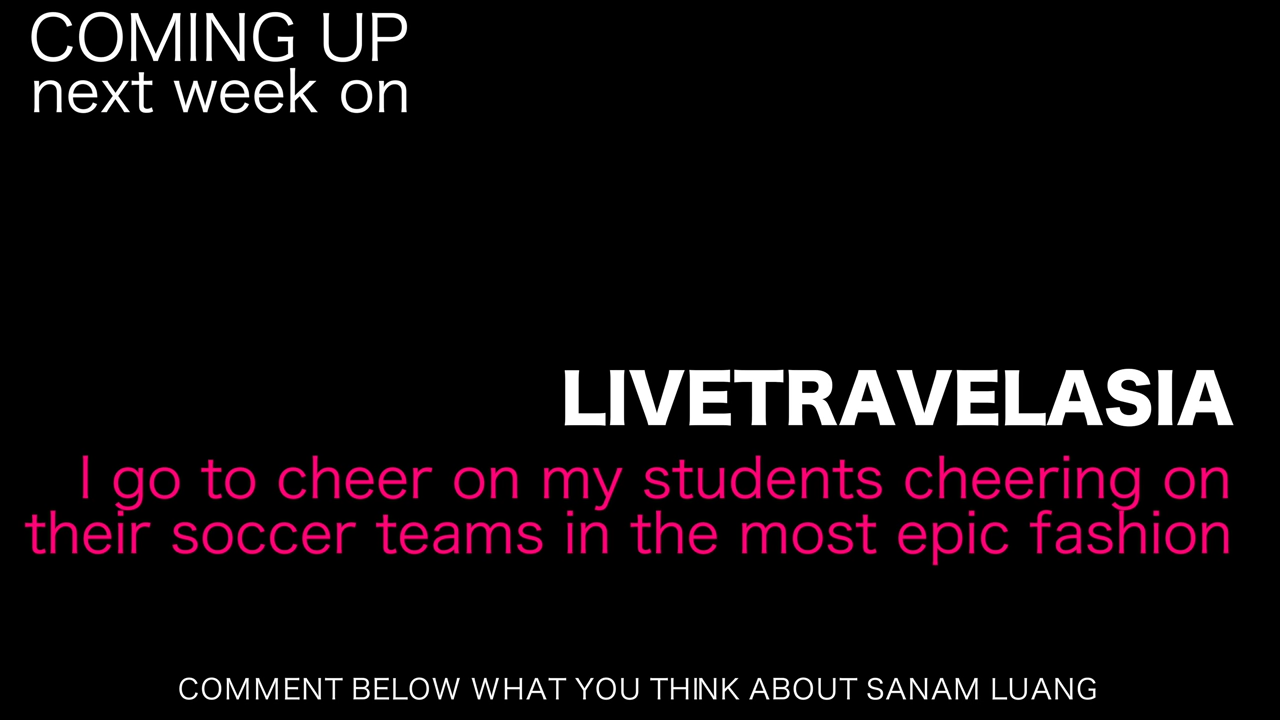 COMING UP
next week on
LIVETRAVELASIA
I go to cheer on my students cheering on
their soccer teams in the most epic fashion
COMMENT BELOW WHAT YOU THINK ABOUT SANAM LUANG